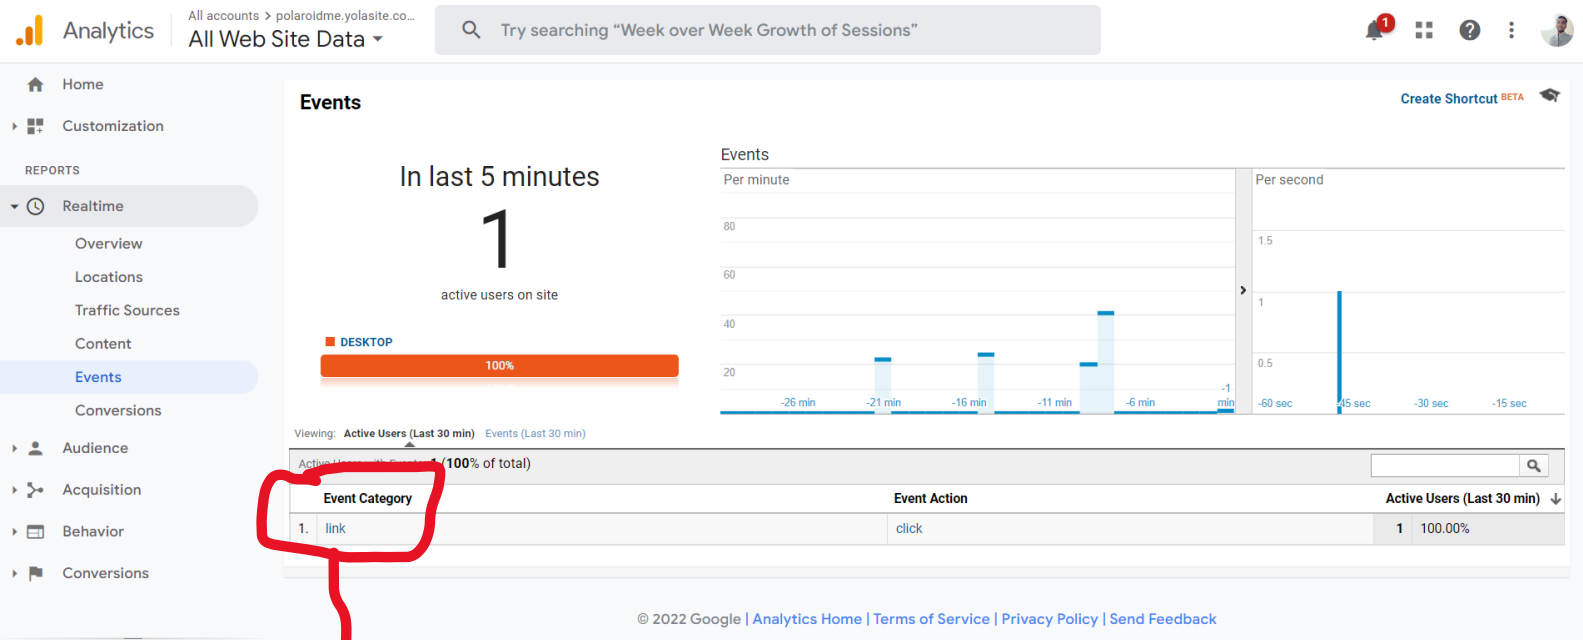 Analytics
All accounts > polaroidme.yolasite.co...
All Web Site Data
Try searching “Week over Week Growth of Sessions”
1
Home
Customization
REPORTS
Realtime
Overview
Locations
Traffic Sources
Content
Events
Conversions
Audience
Acquisition
Behavior
Conversions
Events
Create Shortcut BETA
In last 5 minutes
1
active users on site
DESKTOP
100%
Events
Per minute
80
60
40
20
-26 min
-21 min
-16 min
-11 min
-6 min
-1
min
Per second
1.5
1
0.5
-60 sec
-45 sec
-30 sec
-15 sec
Viewing: Active Users (Last 30 min) Events (Last 30 min)
Active Users with Events: 1 (100% of total)
Event Category Event Action Active Users (Last 30 min)
1. link click 1 100.00%
© 2022 Google | Analytics Home | Terms of Service | Privacy Policy | Send Feedback